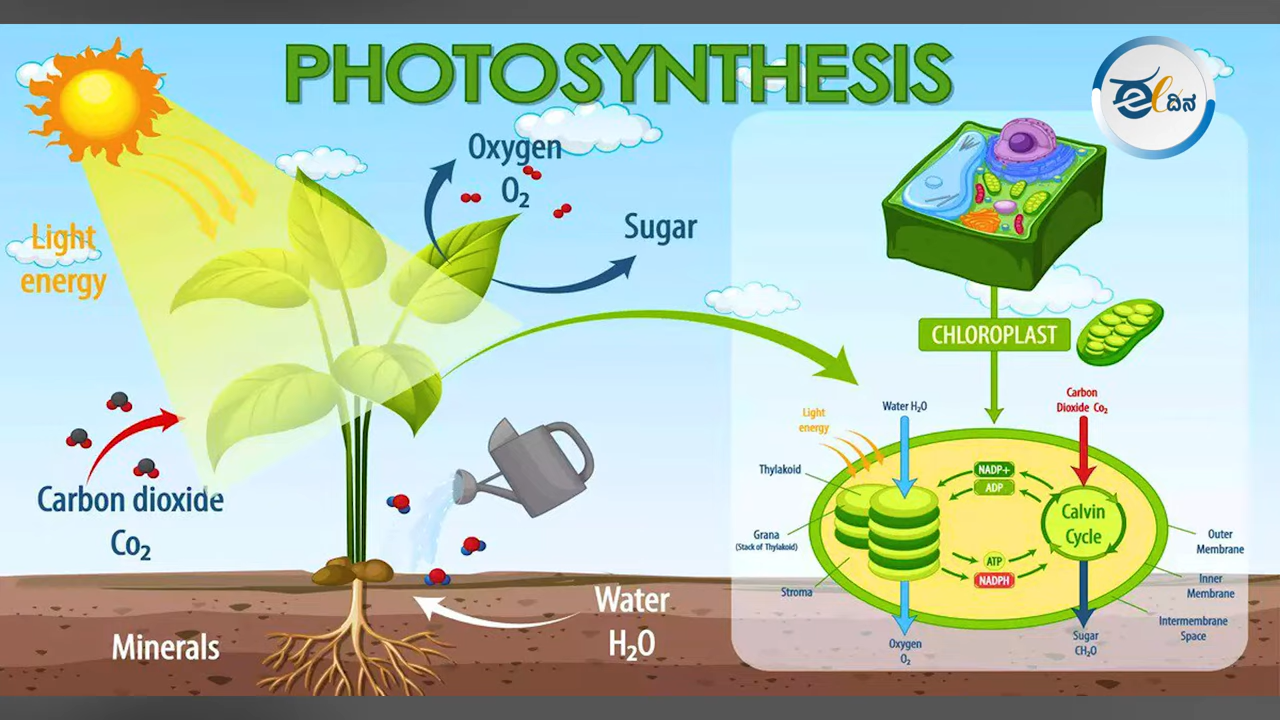 PHOTOSYNTHESIS
ಈದಿನ
Light
energy
Oxygen
O₂
Sugar
Carbon dioxide
Co₂
Minerals
Water
H₂O
CHLOROPLAST
Light
energy
Water H₂O
Carbon
Dioxide Co₂
Thylakoid
NADP+
ADP
Calvin
Cycle
Grana
(Stack of Thylakoid)
ATP
NADPH
Stroma
Outer
Membrane
Inner
Membrane
Intermembrane
Space
Oxygen
O₂
Sugar
CH₂O